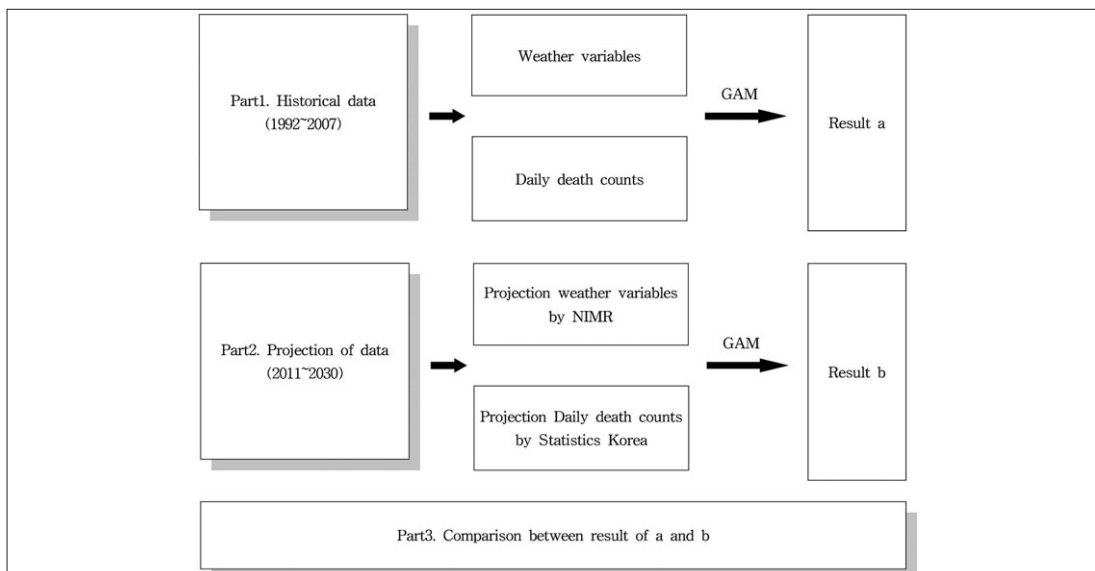 Part1. Historical data
(1992~2007)
Weather variables
Daily death counts
GAM
Result a
Part2. Projection of data
(2011~2030)
Projection weather variables
by NIMR
Projection Daily death counts
by Statistics Korea
GAM
Result b
Part3. Comparison between result of a and b